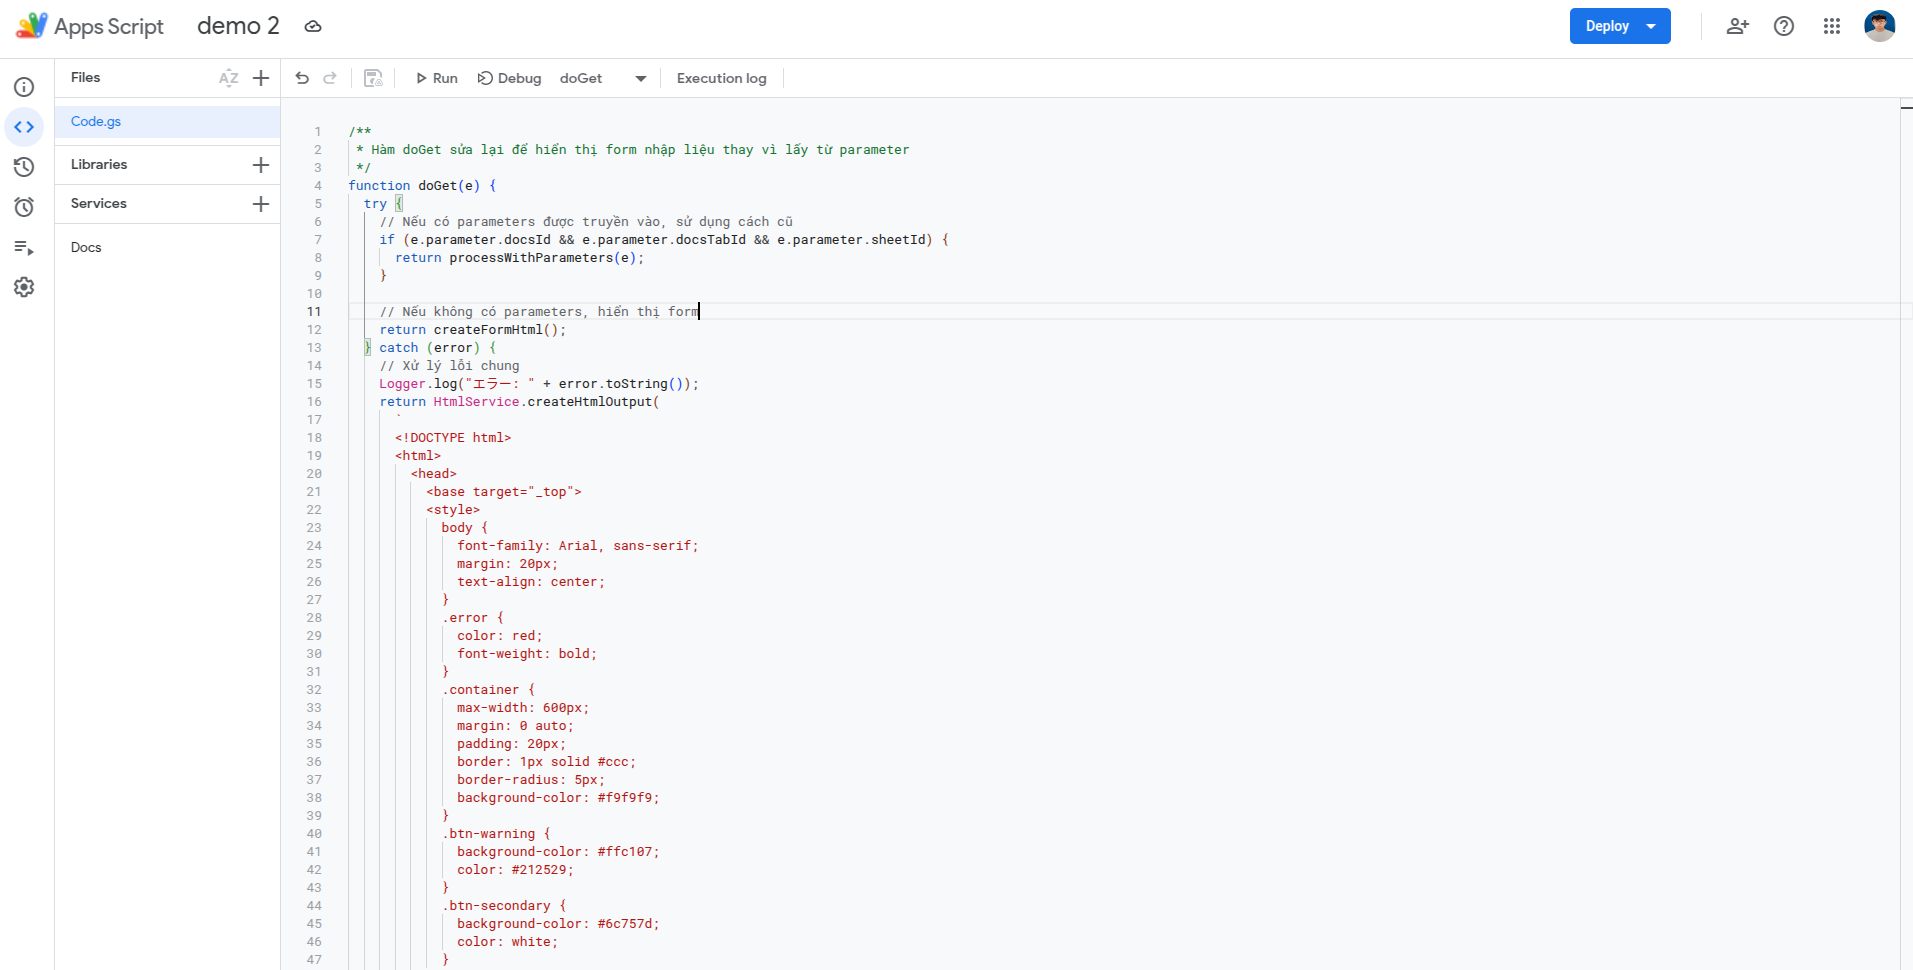 Apps Script
demo 2
Deploy
Files
AZ
Run
Debug
doGet
Execution log
Code.gs
Libraries
Services
Docs
1 /**
2 * Hàm doGet sửa lại để hiển thị form nhập liệu thay vì lấy từ parameter
3 */
4 function doGet(e) {
5 try {
6 // Nếu có parameters được truyền vào, sử dụng cách cũ
7 if (e.parameter.docsId && e.parameter.docsTabId && e.parameter.sheetId) {
8 return processWithParameters(e);
9 }
10
11 // Nếu không có parameters, hiển thị form
12 return createFormHtml();
13 } catch (error) {
14 // Xử lý lỗi chung
15 Logger.log("エラー: " + error.toString());
16 return HtmlService.createHtmlOutput(
17 `
18 <!DOCTYPE html>
19 <html>
20 <head>
21 <base target="_top">
22 <style>
23 body {
24 font-family: Arial, sans-serif;
25 margin: 20px;
26 text-align: center;
27 }
28 .error {
29 color: red;
30 font-weight: bold;
31 }
32 .container {
33 max-width: 600px;
34 margin: 0 auto;
35 padding: 20px;
36 border: 1px solid #ccc;
37 border-radius: 5px;
38 background-color: #f9f9f9;
39 }
40 .btn-warning {
41 background-color: #ffc107;
42 color: #212529;
43 }
44 .btn-secondary {
45 background-color: #6c757d;
46 color: white;
47 }